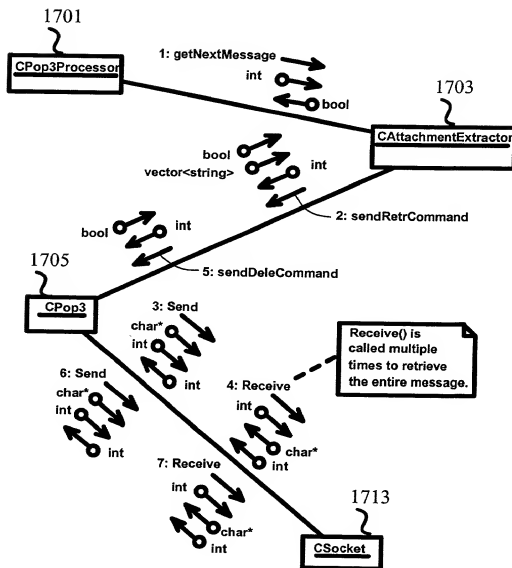 1701
CPop3Processor
1: getNextMessage
int
bool
1703
CAttachmentExtractor
bool
vector<string>
int
2: sendRetrCommand
bool
int
5: sendDeleCommand
1705
CPop3
3: Send
char*
int
int
Receive() is
called multiple
times to retrieve
the entire message.
6: Send
char*
int
int
4: Receive
int
char*
int
7: Receive
int
char*
int
1713
CSocket